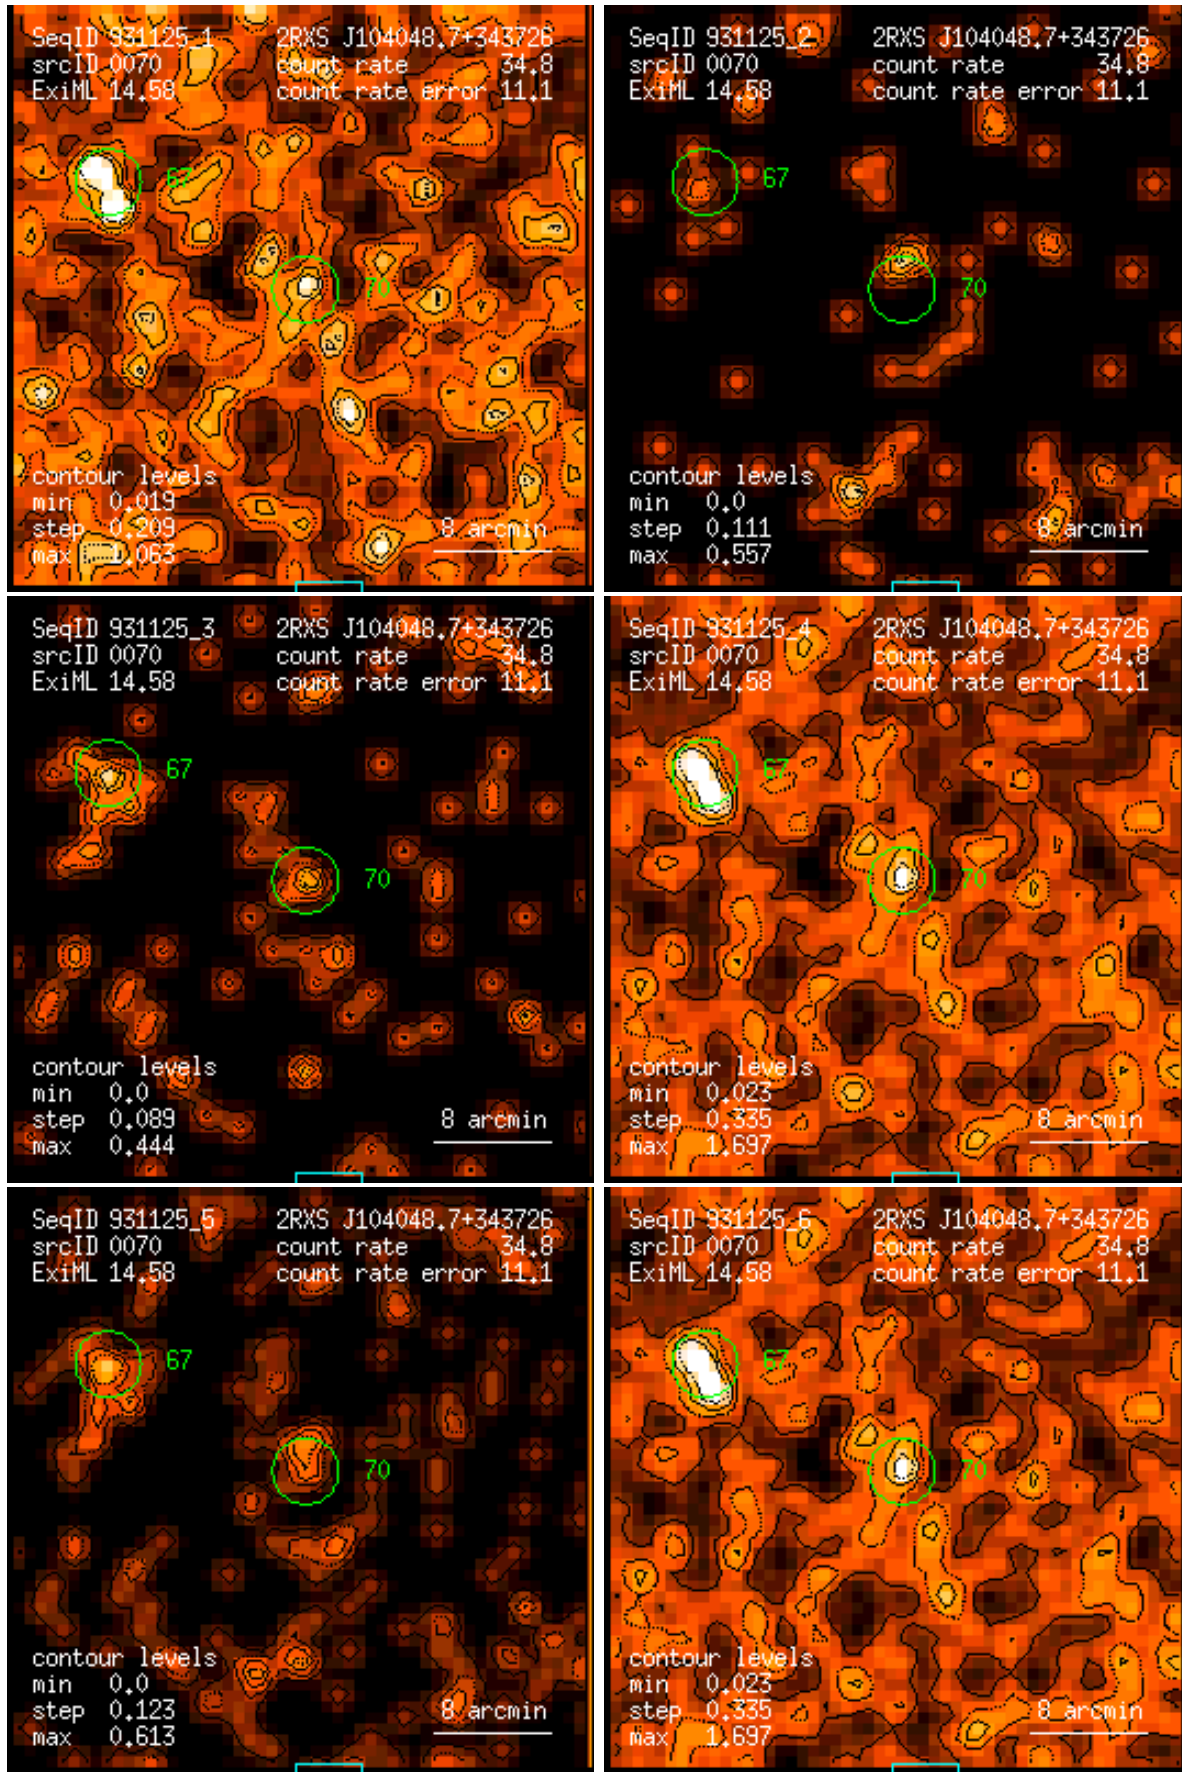 SeqID 931125_1 2RXS J104048.7+343726
srcID 0070 count rate 34.8
ExiML 14.58 count rate error 11.1
67
70
contour levels
min 0.019
step 0.209 8 arcmin
max 1.063
SeqID 931125_2 2RXS J104048.7+343726
srcID 0070 count rate 34.8
ExiML 14.58 count rate error 11.1
67
70
contour levels
min 0.0
step 0.111 8 arcmin
max 0.557
SeqID 931125_3 2RXS J104048.7+343726
srcID 0070 count rate 34.8
ExiML 14.58 count rate error 11.1
67
70
contour levels
min 0.0
step 0.089 8 arcmin
max 0.444
SeqID 931125_4 2RXS J104048.7+343726
srcID 0070 count rate 34.8
ExiML 14.58 count rate error 11.1
67
70
contour levels
min 0.023
step 0.335 8 arcmin
max 1.697
SeqID 931125_5 2RXS J104048.7+343726
srcID 0070 count rate 34.8
ExiML 14.58 count rate error 11.1
67
70
contour levels
min 0.0
step 0.123 8 arcmin
max 0.613
SeqID 931125_6 2RXS J104048.7+343726
srcID 0070 count rate 34.8
ExiML 14.58 count rate error 11.1
67
70
contour levels
min 0.023
step 0.335 8 arcmin
max 1.697